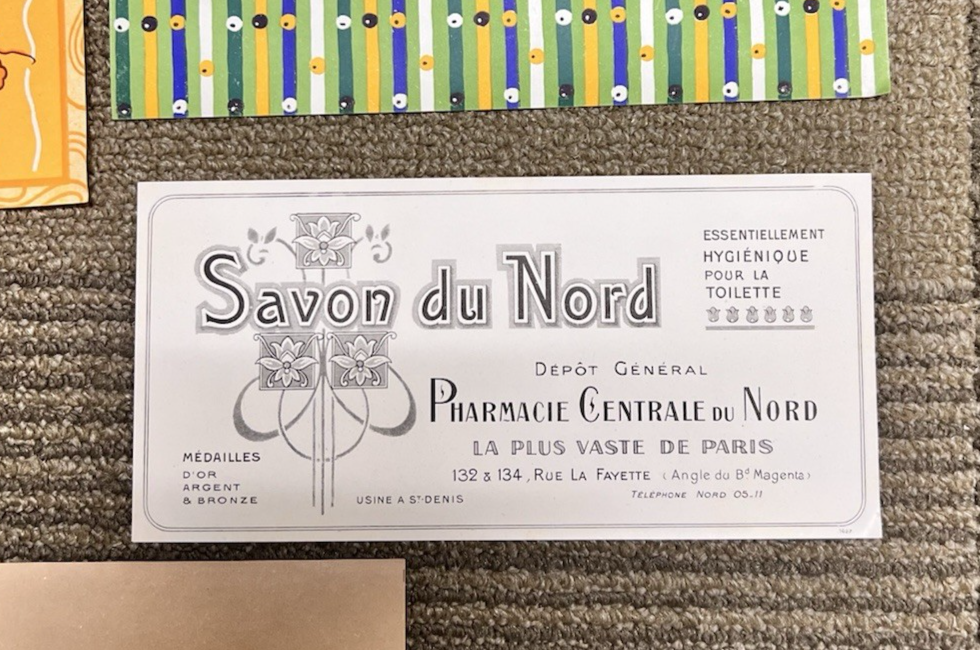 Savon du Nord
ESSENTIELLEMENT
HYGIÉNIQUE
POUR LA
TOILETTE
DÉPÔT GÉNÉRAL
PHARMACIE CENTRALE DU NORD
LA PLUS VASTE DE PARIS
132 & 134, RUE LA FAYETTE (Angle du Bd Magenta)
TÉLÉPHONE NORD 05-11
MÉDAILLES
D'OR
ARGENT
& BRONZE
USINE A ST-DENIS